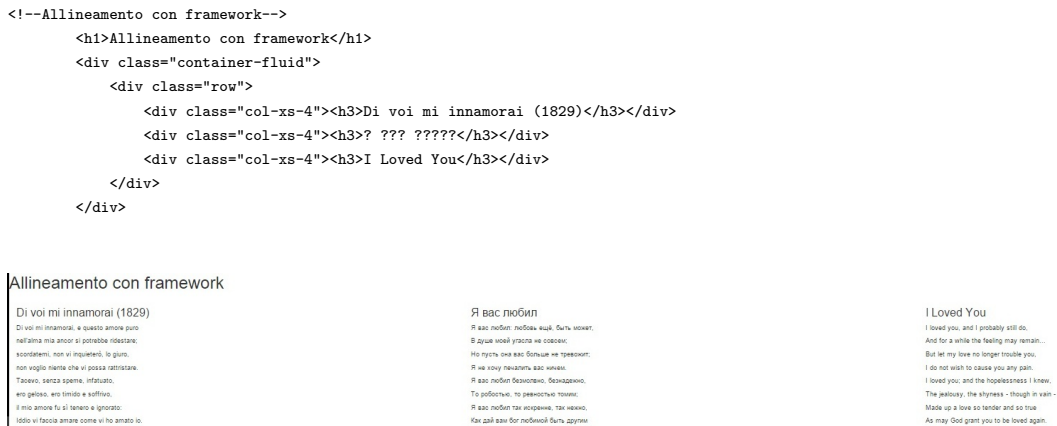 <!--Allineamento con framework-->
<h1>Allineamento con framework</h1>
<div class="container-fluid">
<div class="row">
<div class="col-xs-4"><h3>Di voi mi innamorai (1829)</h3></div>
<div class="col-xs-4"><h3>? ??? ?????</h3></div>
<div class="col-xs-4"><h3>I Loved You</h3></div>
</div>
</div>
Allineamento con framework
Di voi mi innamorai (1829)
Di voi mi innamorai, e questo amore puro
nell'alma mia ancor si potrebbe ridestare;
scordatemi, non vi inquieterò, lo giuro,
non voglio niente che vi possa rattristare.
Tacevo, senza speme, infatuato,
ero geloso, ero timido e soffrivo,
il mio amore fu sì tenero e ignorato:
Iddio vi faccia amare come vi ho amato io.
Я вас любил
Я вас любил: любовь ещё, быть может,
В душе моей угасла не совсем;
Но пусть она вас больше не тревожит;
Я не хочу печалить вас ничем.
Я вас любил безмолвно, безнадежно,
То робостью, то ревностью томим;
Я вас любил так искренне, так нежно,
Как дай вам бог любимой быть другим
I Loved You
I loved you, and I probably still do,
And for a while the feeling may remain...
But let my love no longer trouble you,
I do not wish to cause you any pain.
I loved you; and the hopelessness I knew,
The jealousy, the shyness - though in vain -
Made up a love so tender and so true
As may God grant you to be loved again.